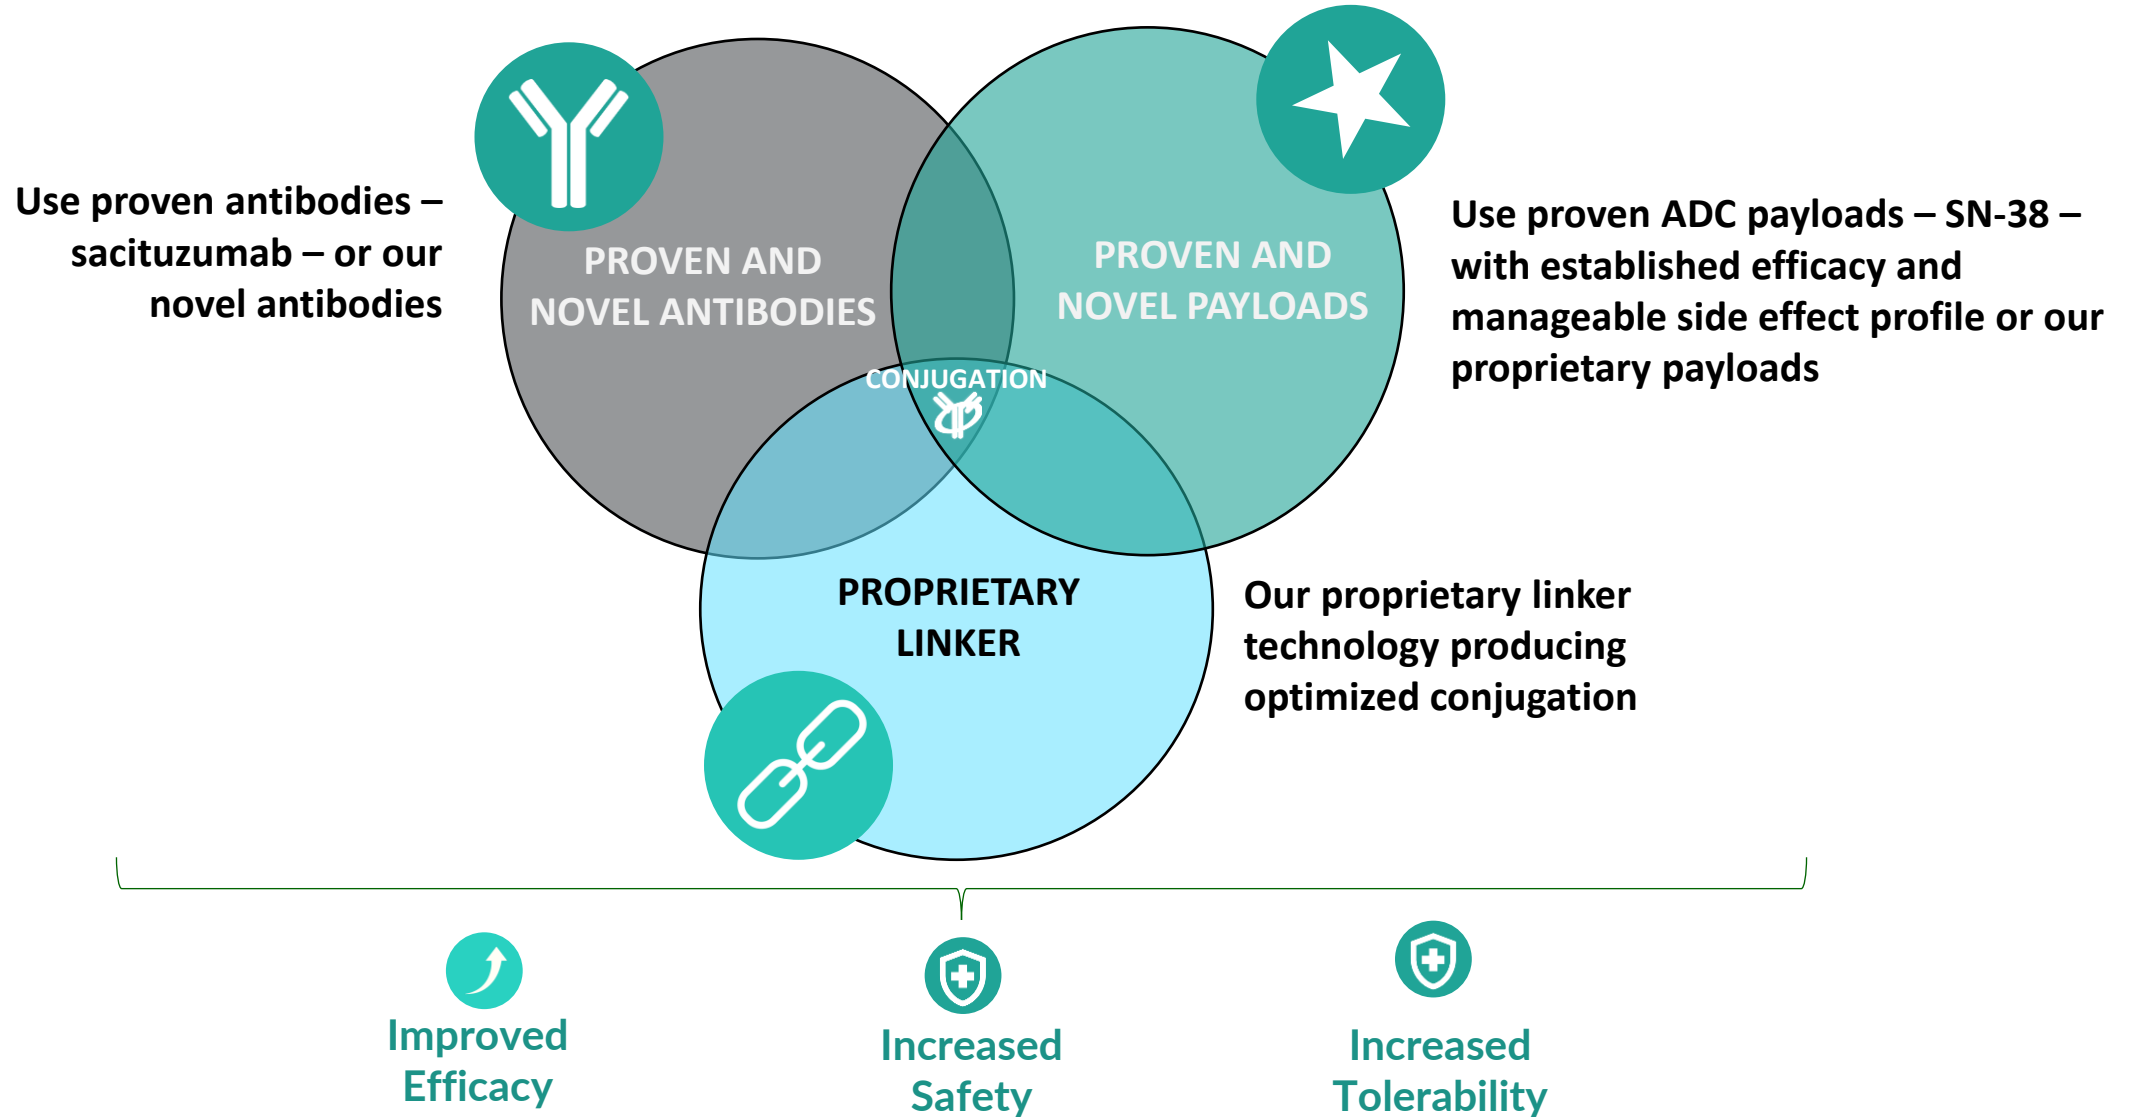 Use proven antibodies –
sacituzumab – or our
novel antibodies
PROVEN AND
NOVEL ANTIBODIES
PROVEN AND
NOVEL PAYLOADS
Use proven ADC payloads – SN-38 –
with established efficacy and
manageable side effect profile or our
proprietary payloads
CONJUGATION
PROPRIETARY
LINKER
Our proprietary linker
technology producing
optimized conjugation
Improved
Efficacy
Increased
Safety
Increased
Tolerability